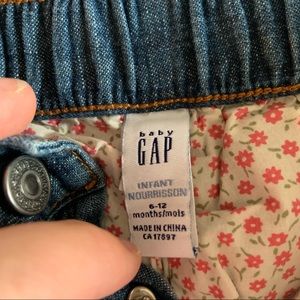 baby
GAP
INFANT
NOURRISSON
6-12
months/mois
MADE IN CHINA
CA 17897